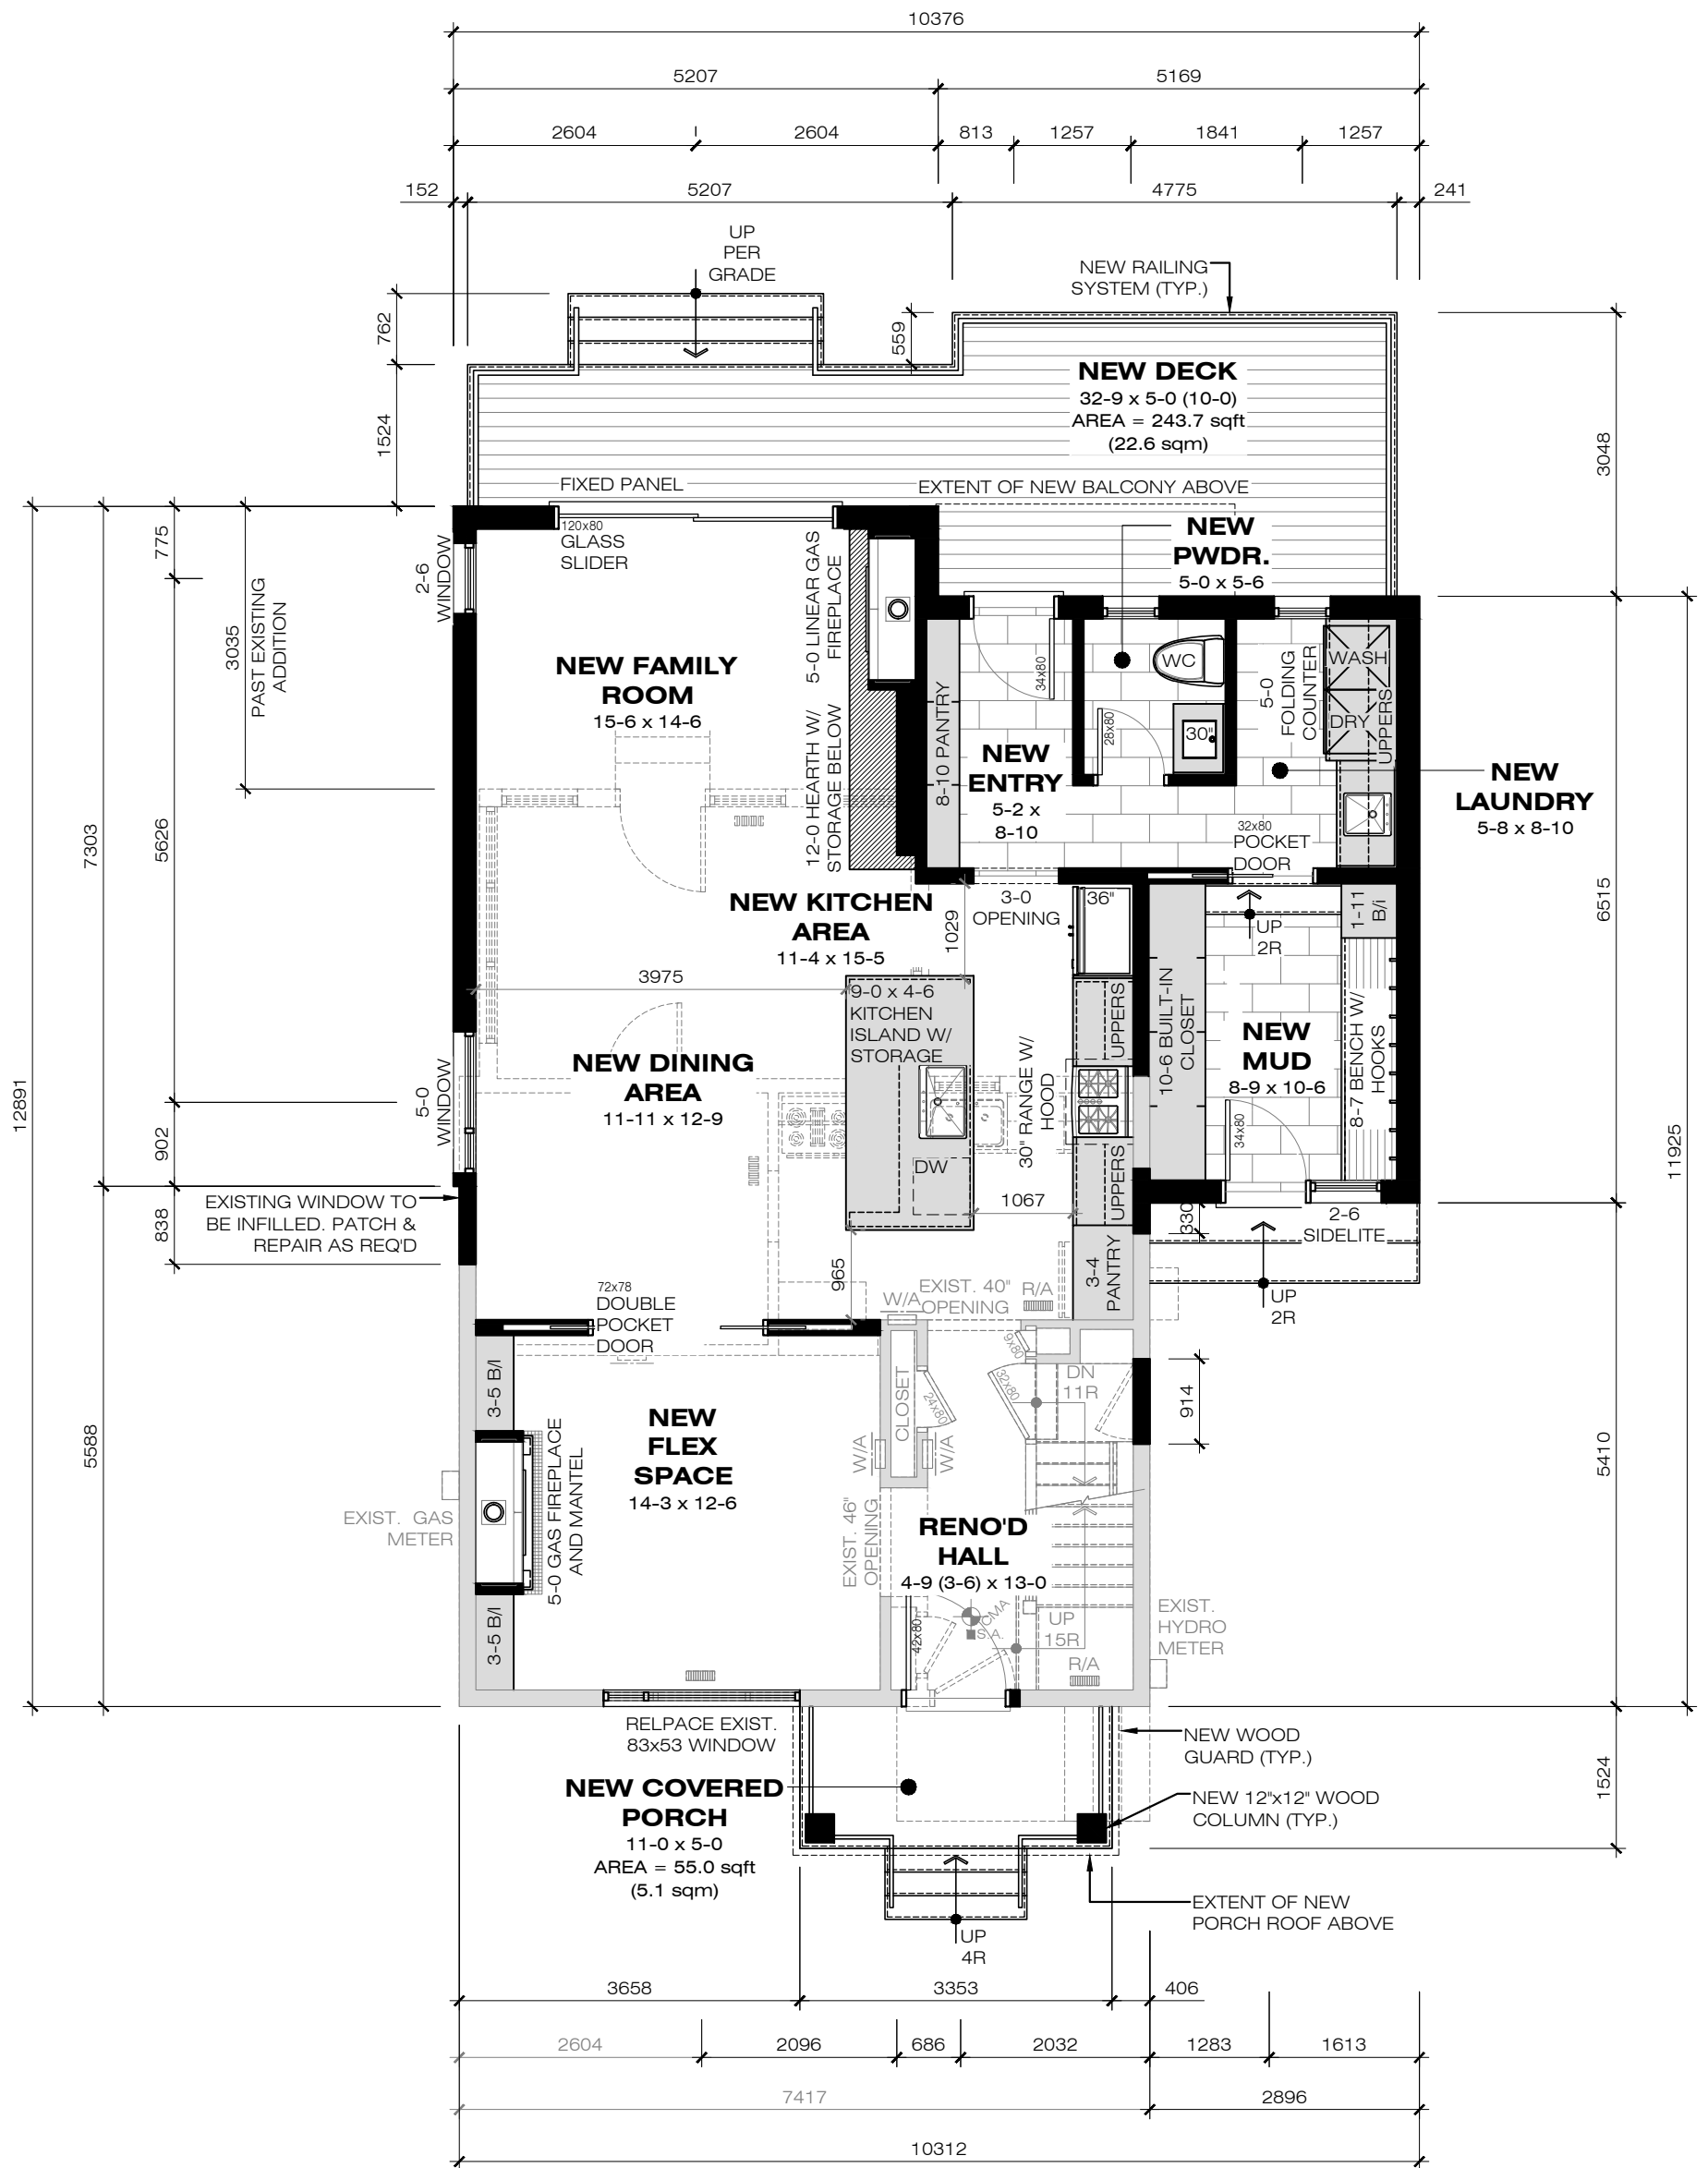 10376
5207
5169
2604
2604
813
1257
1841
1257
152
5207
4775
241
UP
PER
GRADE
NEW RAILING
SYSTEM (TYP.)
762
559
1524
3048
NEW DECK
32-9 x 5-0 (10-0)
AREA = 243.7 sqft
(22.6 sqm)
FIXED PANEL
EXTENT OF NEW BALCONY ABOVE
120x80
GLASS
SLIDER
NEW
PWDR.
5-0 x 5-6
775
2-6
WINDOW
3035
PAST EXISTING
ADDITION
5-0 LINEAR GAS
FIREPLACE
12-0 HEARTH W/
STORAGE BELOW
NEW FAMILY
ROOM
15-6 x 14-6
34x80
WC
28x80
30"
5-0
FOLDING
COUNTER
WASH
DRY
UPPERS
8-10 PANTRY
NEW
ENTRY
5-2 x
8-10
NEW
LAUNDRY
5-8 x 8-10
32x80
POCKET
DOOR
7303
5626
12891
NEW KITCHEN
AREA
11-4 x 15-5
1029
3-0
OPENING
36"
UP
2R
1-11
B/i
6515
3975
9-0 x 4-6
KITCHEN
ISLAND W/
STORAGE
UPPERS
10-6 BUILT-IN
CLOSET
NEW
MUD
8-9 x 10-6
8-7 BENCH W/
HOOKS
NEW DINING
AREA
11-11 x 12-9
5-0
WINDOW
30" RANGE W/
HOOD
34x80
902
DW
1067
UPPERS
11925
EXISTING WINDOW TO
BE INFILLED. PATCH &
REPAIR AS REQ'D
838
330
2-6
SIDELITE
965
3-4
PANTRY
UP
2R
72x78
DOUBLE
POCKET
DOOR
EXIST. 40"
OPENING
W/A
R/A
9x80
32x80
DN
11R
CLOSET
24x80
914
3-5 B/I
5588
5410
NEW
FLEX
SPACE
14-3 x 12-6
W/A
W/A
5-0 GAS FIREPLACE
AND MANTEL
EXIST. GAS
METER
EXIST. 46"
OPENING
RENO'D
HALL
4-9 (3-6) x 13-0
3-5 B/I
42x80
CMA
S.A.
UP
15R
R/A
EXIST.
HYDRO
METER
RELPACE EXIST.
83x53 WINDOW
NEW WOOD
GUARD (TYP.)
NEW COVERED
PORCH
11-0 x 5-0
AREA = 55.0 sqft
(5.1 sqm)
NEW 12"x12" WOOD
COLUMN (TYP.)
1524
EXTENT OF NEW
PORCH ROOF ABOVE
UP
4R
3658
3353
406
2604
2096
686
2032
1283
1613
7417
2896
10312